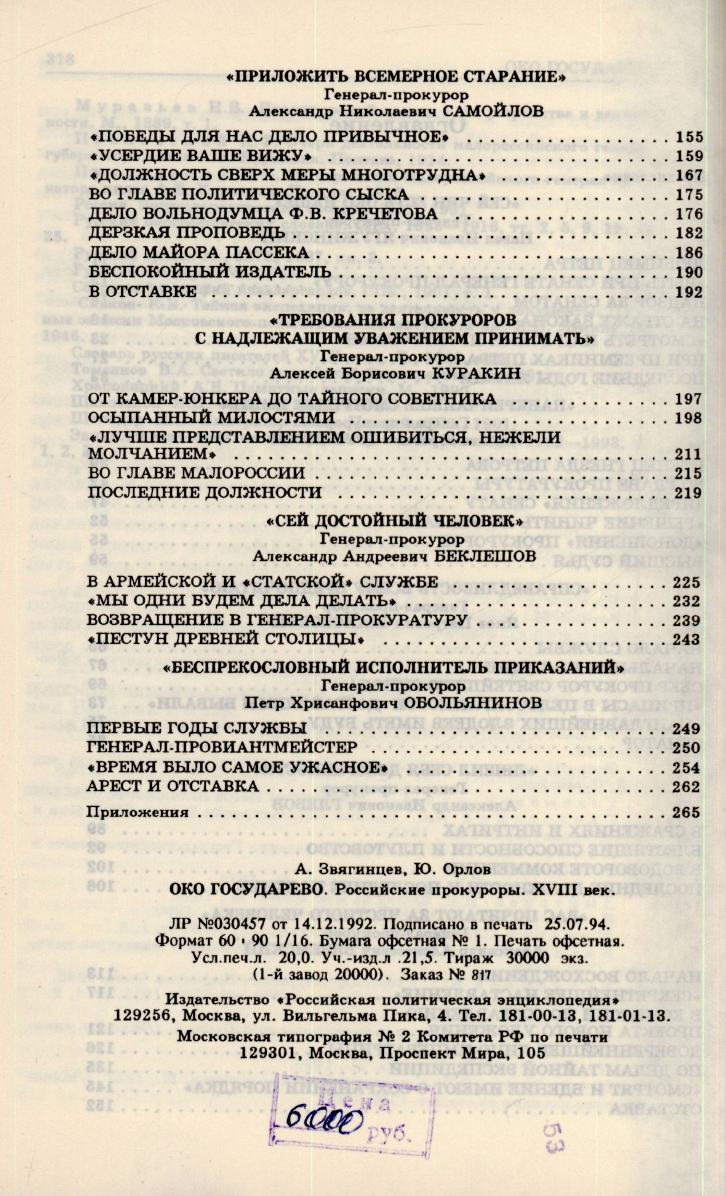 «ПРИЛОЖИТЬ ВСЕМЕРНОЕ СТАРАНИЕ»
Генерал-прокурор
Александр Николаевич САМОЙЛОВ
«ПОБЕДЫ ДЛЯ НАС ДЕЛО ПРИВЫЧНОЕ» .................... 155
«УСЕРДИЕ ВАШЕ ВИЖУ» .................... 159
«ДОЛЖНОСТЬ СВЕРХ МЕРЫ МНОГОТРУДНА» .................... 167
ВО ГЛАВЕ ПОЛИТИЧЕСКОГО СЫСКА .................... 175
ДЕЛО ВОЛЬНОДУМЦА Ф.В. КРЕЧЕТОВА .................... 176
ДЕРЗКАЯ ПРОПОВЕДЬ .................... 182
ДЕЛО МАЙОРА ПАССЕКА .................... 186
БЕСПОКОЙНЫЙ ИЗДАТЕЛЬ .................... 190
В ОТСТАВКЕ .................... 192
«ТРЕБОВАНИЯ ПРОКУРОРОВ
С НАДЛЕЖАЩИМ УВАЖЕНИЕМ ПРИНИМАТЬ»
Генерал-прокурор
Алексей Борисович КУРАКИН
ОТ КАМЕР-ЮНКЕРА ДО ТАЙНОГО СОВЕТНИКА .................... 197
ОСЫПАННЫЙ МИЛОСТЯМИ .................... 198
«ЛУЧШЕ ПРЕДСТАВЛЕНИЕМ ОШИБИТЬСЯ, НЕЖЕЛИ
МОЛЧАНИЕМ» .................... 211
ВО ГЛАВЕ МАЛОРОССИИ .................... 215
ПОСЛЕДНИЕ ДОЛЖНОСТИ .................... 219
«СЕЙ ДОСТОЙНЫЙ ЧЕЛОВЕК»
Генерал-прокурор
Александр Андреевич БЕКЛЕШОВ
В АРМЕЙСКОЙ И «СТАТСКОЙ» СЛУЖБЕ .................... 225
«МЫ ОДНИ БУДЕМ ДЕЛА ДЕЛАТЬ» .................... 232
ВОЗВРАЩЕНИЕ В ГЕНЕРАЛ-ПРОКУРАТУРУ .................... 239
«ПЕСТУН ДРЕВНЕЙ СТОЛИЦЫ» .................... 243
«БЕСПРЕКОСЛОВНЫЙ ИСПОЛНИТЕЛЬ ПРИКАЗАНИЙ»
Генерал-прокурор
Петр Хрисанфович ОБОЛЬЯНИНОВ
ПЕРВЫЕ ГОДЫ СЛУЖБЫ .................... 249
ГЕНЕРАЛ-ПРОВИАНТМЕЙСТЕР .................... 250
«ВРЕМЯ БЫЛО САМОЕ УЖАСНОЕ» .................... 254
АРЕСТ И ОТСТАВКА .................... 262
Приложения .................... 265
А. Звягинцев, Ю. Орлов
ОКО ГОСУДАРЕВО. Российские прокуроры. XVIII век.
ЛР №030457 от 14.12.1992. Подписано в печать 25.07.94.
Формат 60 · 90 1/16. Бумага офсетная № 1. Печать офсетная.
Усл.печ.л. 20,0. Уч.-изд.л .21,5. Тираж 30000 экз.
(1-й завод 20000). Заказ № 817
Издательство «Российская политическая энциклопедия»
129256, Москва, ул. Вильгельма Пика, 4. Тел. 181-00-13, 181-01-13.
Московская типография № 2 Комитета РФ по печати
129301, Москва, Проспект Мира, 105
Цена
6000 руб.
53